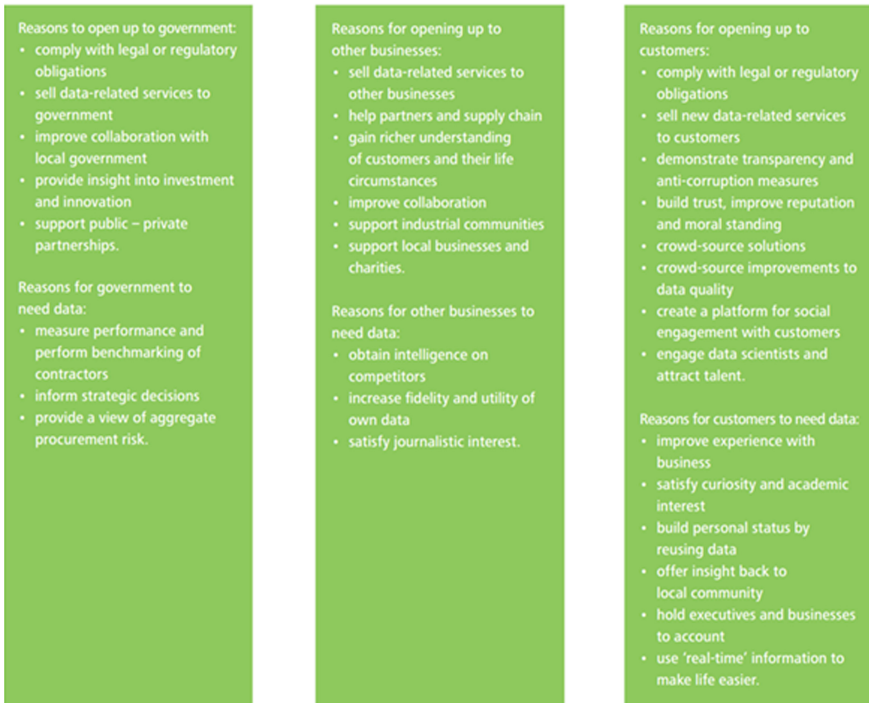 Reasons to open up to government:
• comply with legal or regulatory
obligations
• sell data-related services to
government
• improve collaboration with
local government
• provide insight into investment
and innovation
• support public – private
partnerships.
Reasons for government to
need data:
• measure performance and
perform benchmarking of
contractors
• inform strategic decisions
• provide a view of aggregate
procurement risk.
Reasons for opening up to
other businesses:
• sell data-related services to
other businesses
• help partners and supply chain
• gain richer understanding
of customers and their life
circumstances
• improve collaboration
• support industrial communities
• support local businesses and
charities.
Reasons for other businesses to
need data:
• obtain intelligence on
competitors
• increase fidelity and utility of
own data
• satisfy journalistic interest.
Reasons for opening up to
customers:
• comply with legal or regulatory
obligations
• sell new data-related services
to customers
• demonstrate transparency and
anti-corruption measures
• build trust, improve reputation
and moral standing
• crowd-source solutions
• crowd-source improvements to
data quality
• create a platform for social
engagement with customers
• engage data scientists and
attract talent.
Reasons for customers to need data:
• improve experience with
business
• satisfy curiosity and academic
interest
• build personal status by
reusing data
• offer insight back to
local community
• hold executives and businesses
to account
• use ‘real-time’ information to
make life easier.